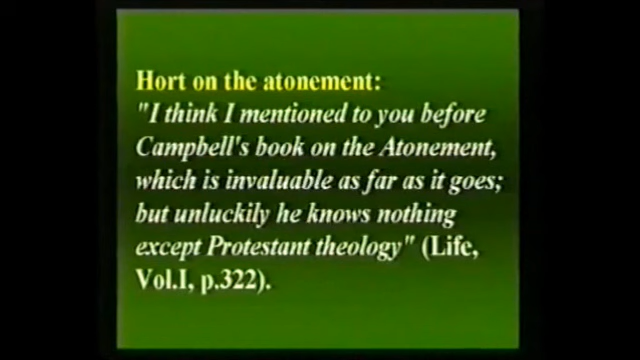 Hort on the atonement:
"I think I mentioned to you before
Campbell's book on the Atonement,
which is invaluable as far as it goes;
but unluckily he knows nothing
except Protestant theology" (Life,
Vol.I, p.322).